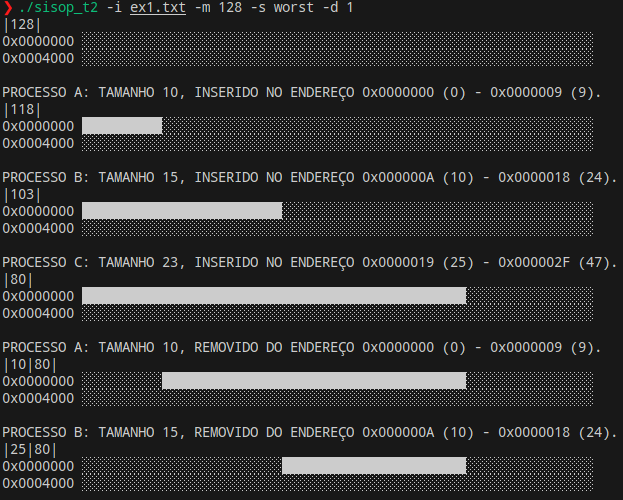 ❯ ./sisop_t2 -i ex1.txt -m 128 -s worst -d 1
|128|
0x0000000
0x0004000
PROCESSO A: TAMANHO 10, INSERIDO NO ENDEREÇO 0x0000000 (0) - 0x0000009 (9).
|118|
0x0000000
0x0004000
PROCESSO B: TAMANHO 15, INSERIDO NO ENDEREÇO 0x000000A (10) - 0x0000018 (24).
|103|
0x0000000
0x0004000
PROCESSO C: TAMANHO 23, INSERIDO NO ENDEREÇO 0x0000019 (25) - 0x000002F (47).
|80|
0x0000000
0x0004000
PROCESSO A: TAMANHO 10, REMOVIDO DO ENDEREÇO 0x0000000 (0) - 0x0000009 (9).
|10|80|
0x0000000
0x0004000
PROCESSO B: TAMANHO 15, REMOVIDO DO ENDEREÇO 0x000000A (10) - 0x0000018 (24).
|25|80|
0x0000000
0x0004000